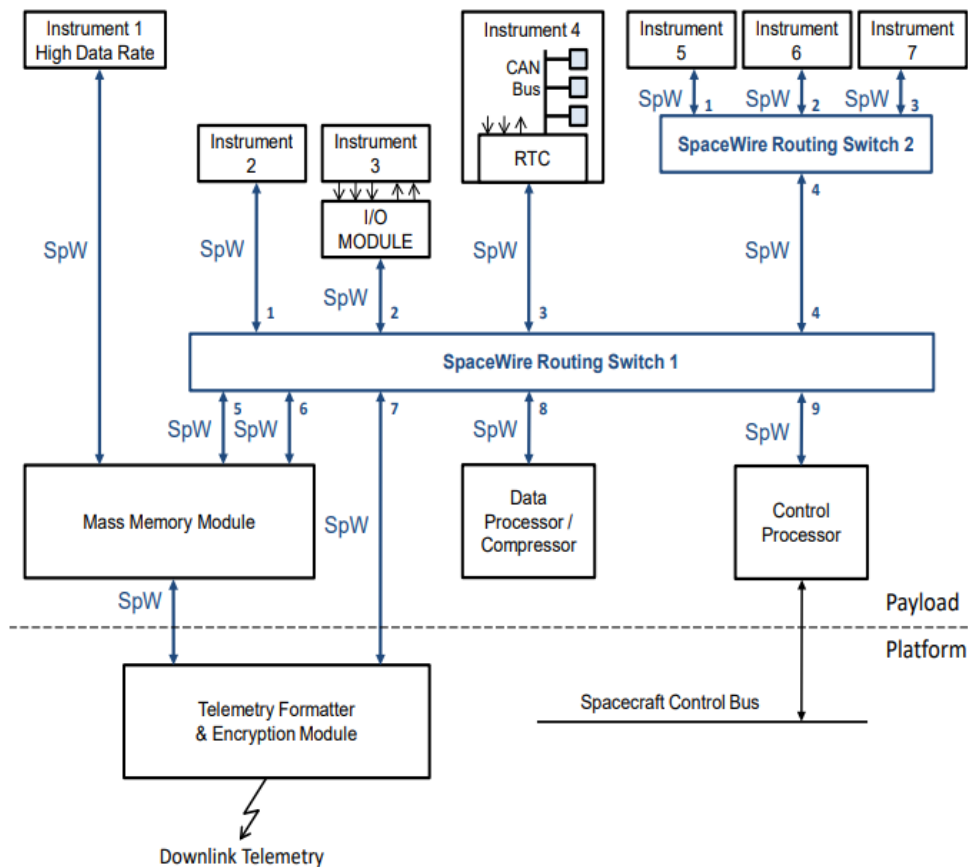 Instrument 1
High Data Rate
Instrument 4
CAN
Bus
RTC
Instrument
5
Instrument
6
Instrument
7
SpW
1
SpW
2
SpW
3
SpaceWire Routing Switch 2
4
Instrument
2
Instrument
3
I/O
MODULE
SpW
SpW
SpW
SpW
SpW
1
2
3
4
SpaceWire Routing Switch 1
5
6
7
8
9
SpW
SpW
SpW
SpW
Mass Memory Module
SpW
Data
Processor /
Compressor
Control
Processor
SpW
Payload
Platform
Telemetry Formatter
& Encryption Module
Spacecraft Control Bus
Downlink Telemetry